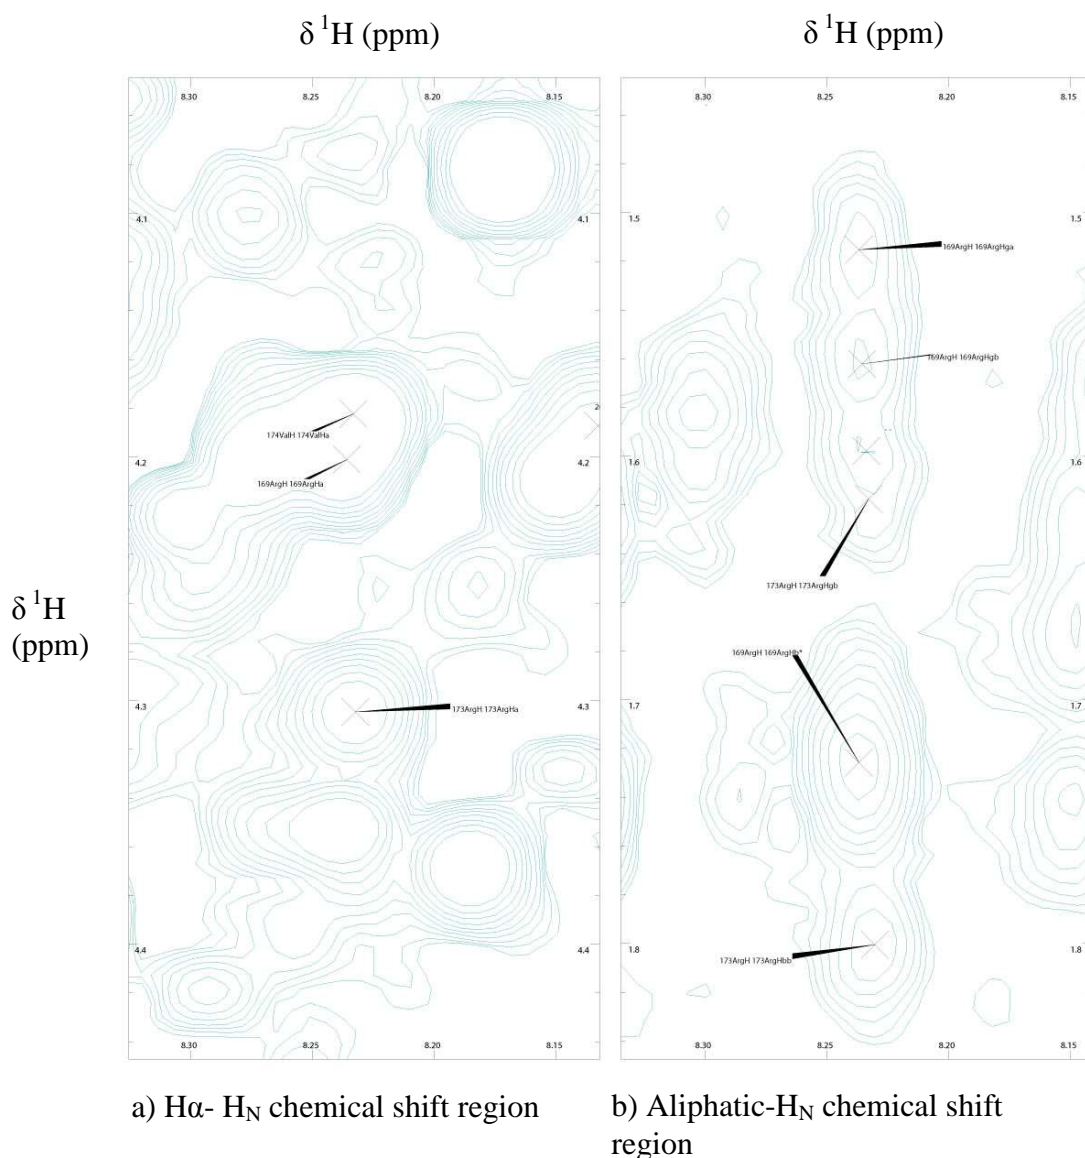 δ ¹H (ppm)
δ ¹H (ppm)
8.30 8.25 8.20 8.15
4.1 4.1
174ValH 174ValHa
2
4.2 4.2
169ArgH 169ArgHa
4.3 4.3
173ArgH 173ArgHa
4.4 4.4
8.30 8.25 8.20 8.15
8.30 8.25 8.20 8.15
1.5 1.5
169ArgH 169ArgHga
169ArgH 169ArgHgb
1.6 1.6
173ArgH 173ArgHgb
169ArgH 169ArgHb*
1.7 1.7
1.8 1.8
173ArgH 173ArgHbb
8.30 8.25 8.20 8.15
δ ¹H
(ppm)
a) Hα- H_N chemical shift region
b) Aliphatic-H_N chemical shift
region